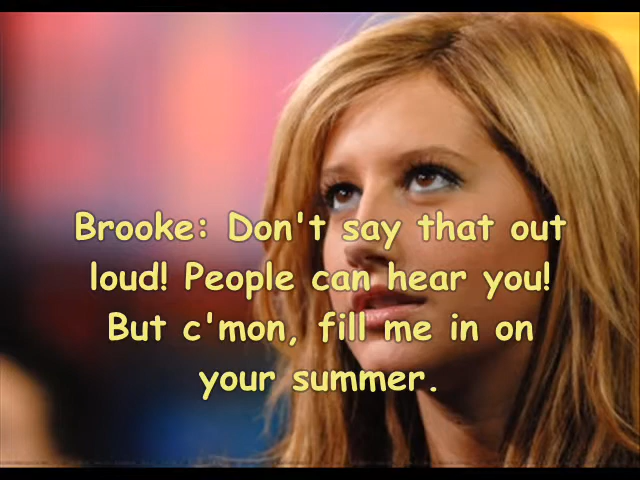 Brooke: Don't say that out
loud! People can hear you!
But c'mon, fill me in on
your summer.